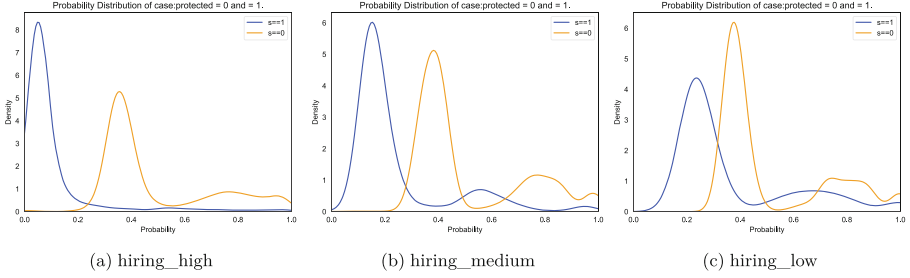 Probability Distribution of case:protected = 0 and = 1.
s==1
s==0
Density
8
7
6
5
4
3
2
1
0
0.0 0.2 0.4 0.6 0.8 1.0
Probability
(a) hiring_high
Probability Distribution of case:protected = 0 and = 1.
s==1
s==0
Density
6
5
4
3
2
1
0
0.0 0.2 0.4 0.6 0.8 1.0
Probability
(b) hiring_medium
Probability Distribution of case:protected = 0 and = 1.
s==1
s==0
Density
7
6
5
4
3
2
1
0
0.0 0.2 0.4 0.6 0.8 1.0
Probability
(c) hiring_low